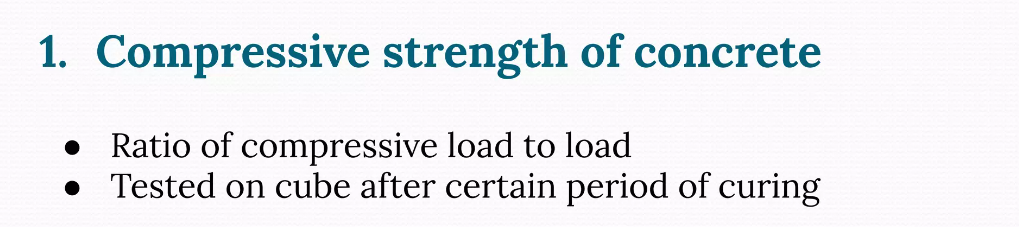 1. Compressive strength of concrete
● Ratio of compressive load to load
● Tested on cube after certain period of curing